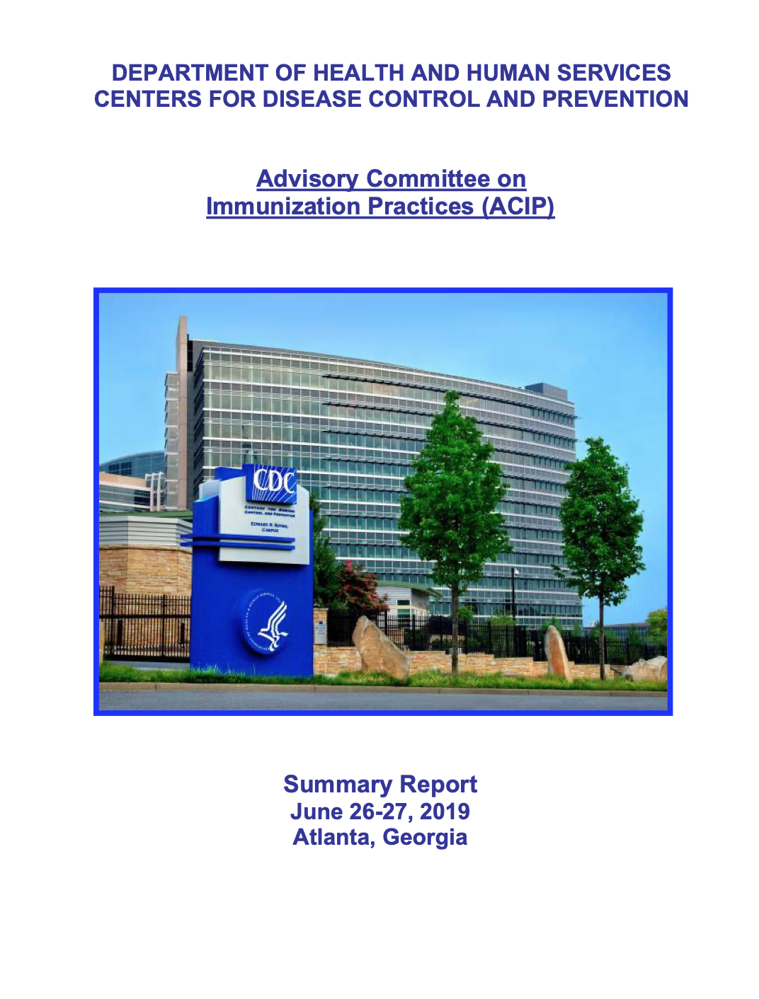 DEPARTMENT OF HEALTH AND HUMAN SERVICES
CENTERS FOR DISEASE CONTROL AND PREVENTION
Advisory Committee on
Immunization Practices (ACIP)
CDC
CENTERS FOR DISEASE
CONTROL AND PREVENTION
EDWARD R. ROYBAL
CAMPUS
Summary Report
June 26-27, 2019
Atlanta, Georgia